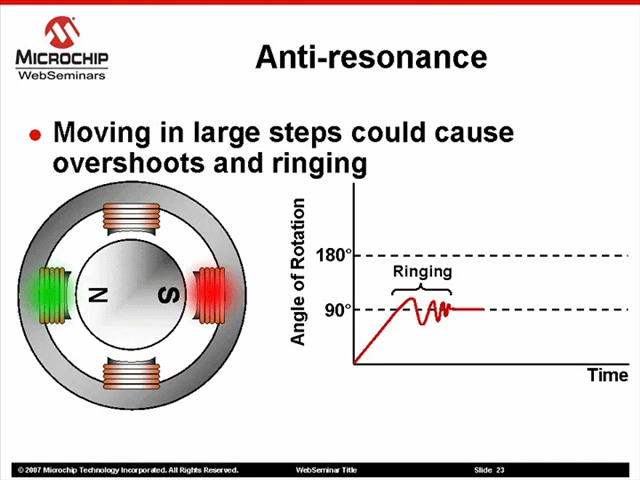 MICROCHIP
WebSeminars
Anti-resonance
● Moving in large steps could cause
overshoots and ringing
N
S
Angle of Rotation
180°
Ringing
90°
Time
© 2007 Microchip Technology Incorporated. All Rights Reserved. WebSeminar Title Slide 23